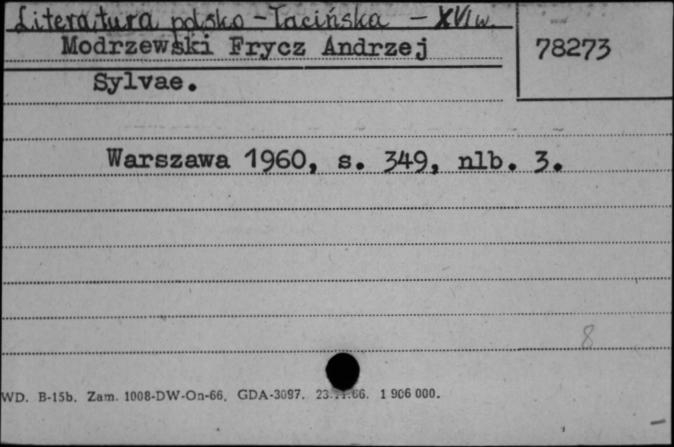 Literatura polsko-łacińska - XVI w.
Modrzewski Frycz Andrzej
78273
Sylvae.
Warszawa 1960, s. 349, nlb. 3.
8
WD. B-15b. Zam. 1008-DW-On-66. GDA-3097. 66. 1 906 000.